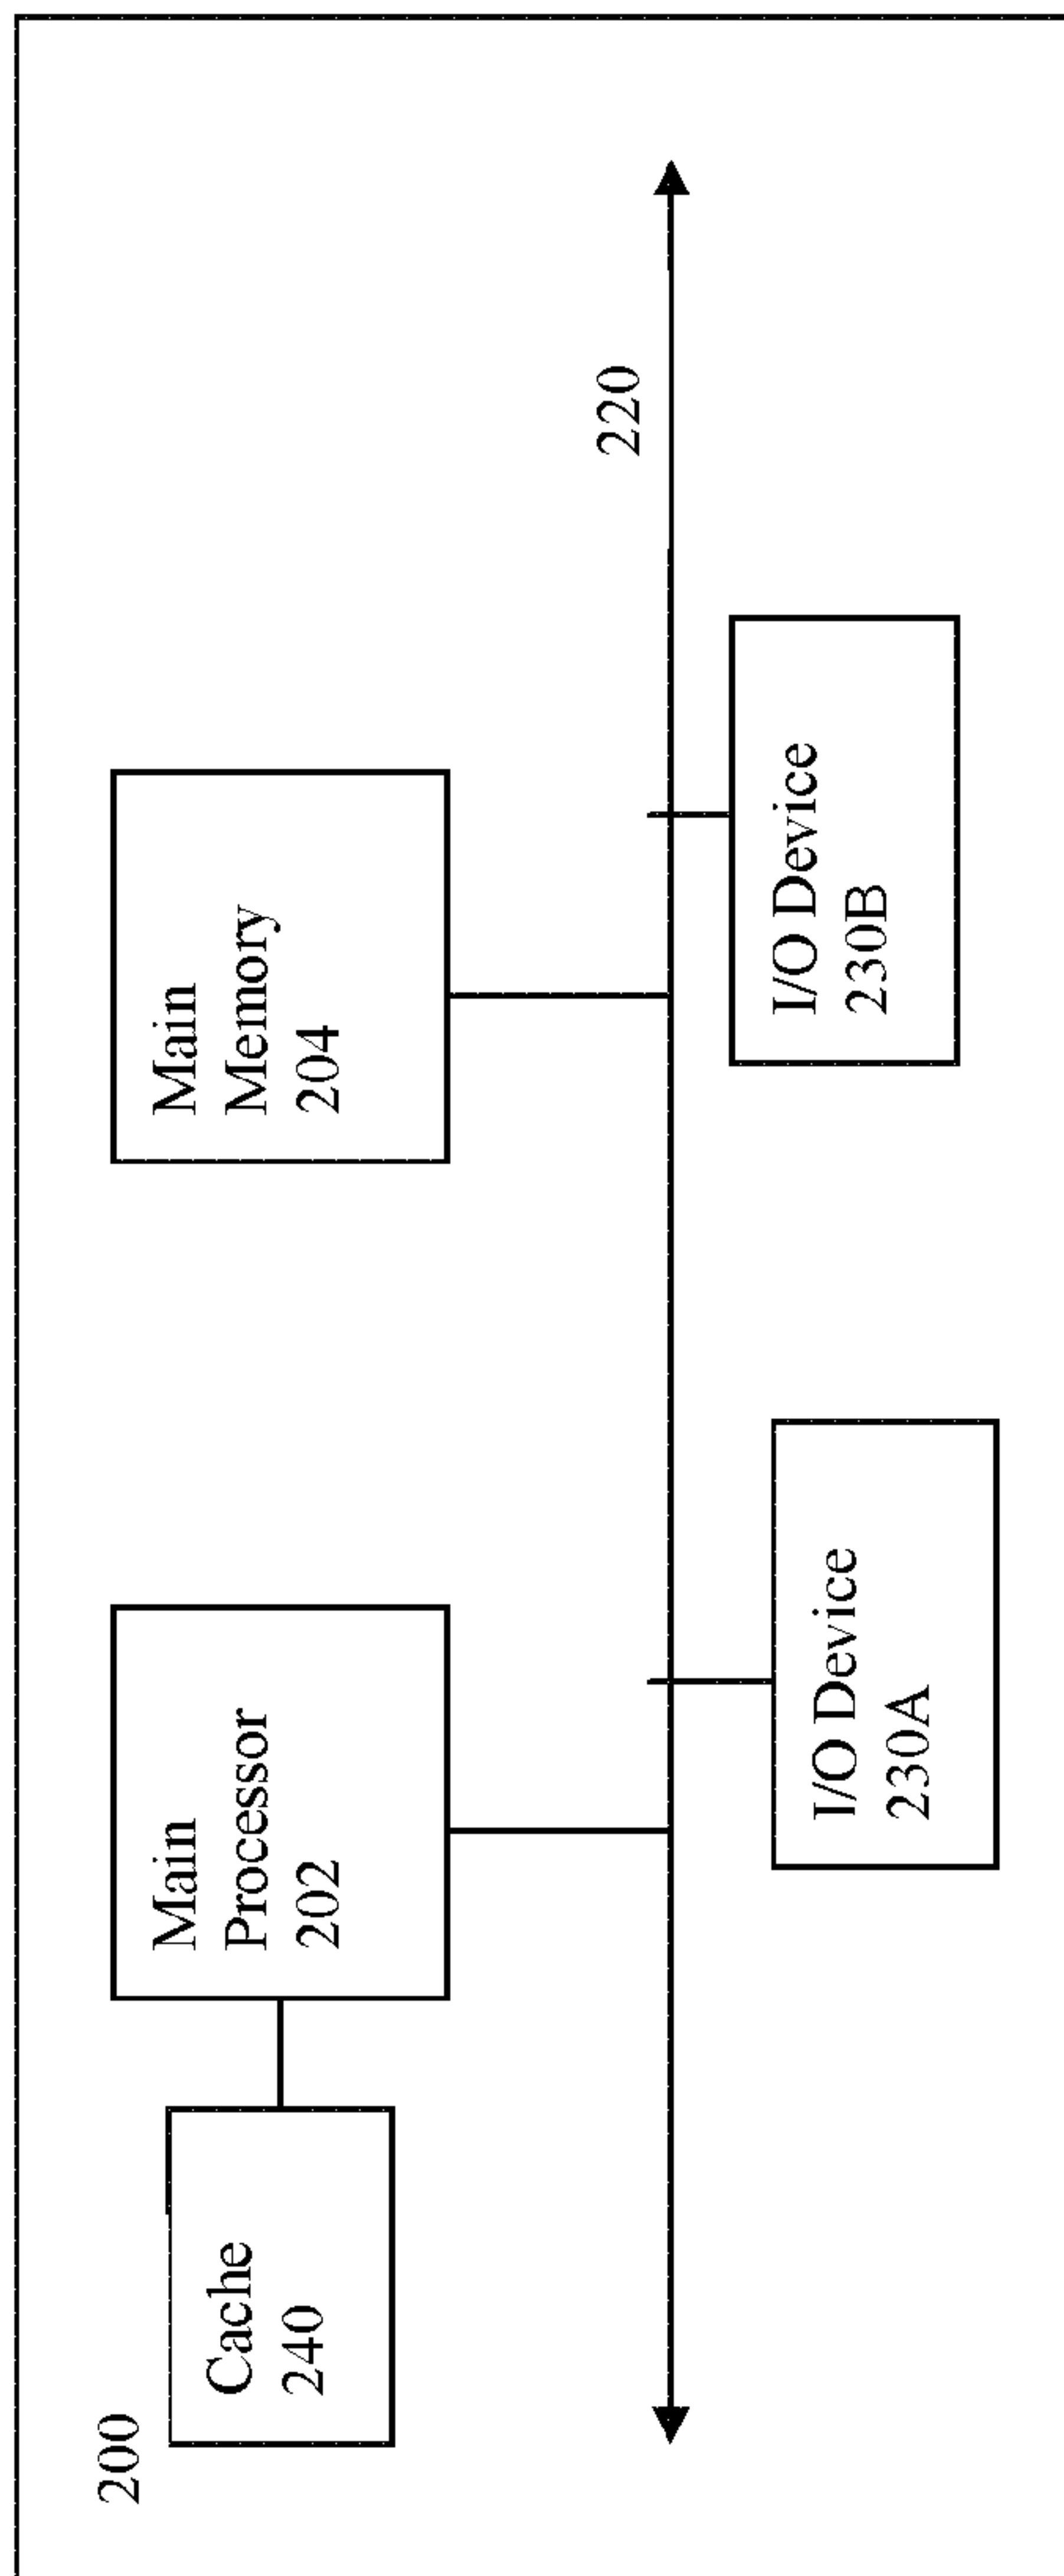 200
Cache
240
Main
Processor
202
Main
Memory
204
220
I/O Device
230A
I/O Device
230B